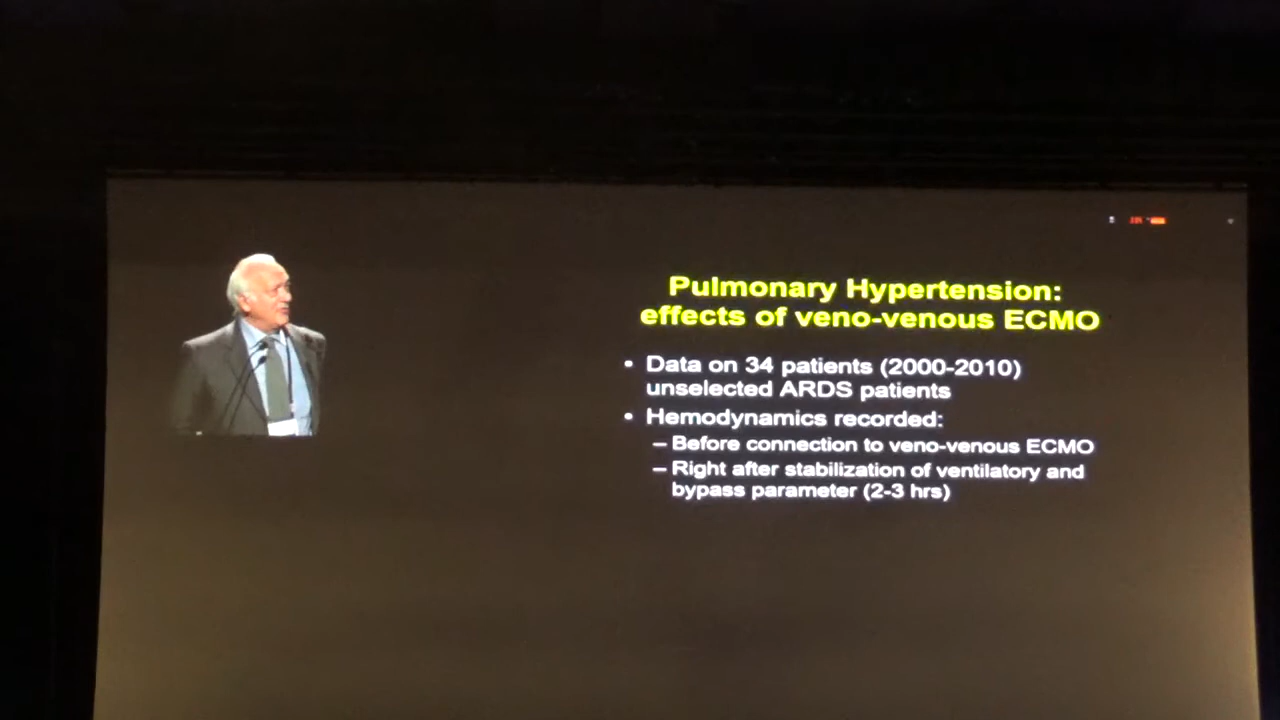 Pulmonary Hypertension:
effects of veno-venous ECMO
• Data on 34 patients (2000-2010)
unselected ARDS patients
• Hemodynamics recorded:
– Before connection to veno-venous ECMO
– Right after stabilization of ventilatory and
bypass parameter (2-3 hrs)